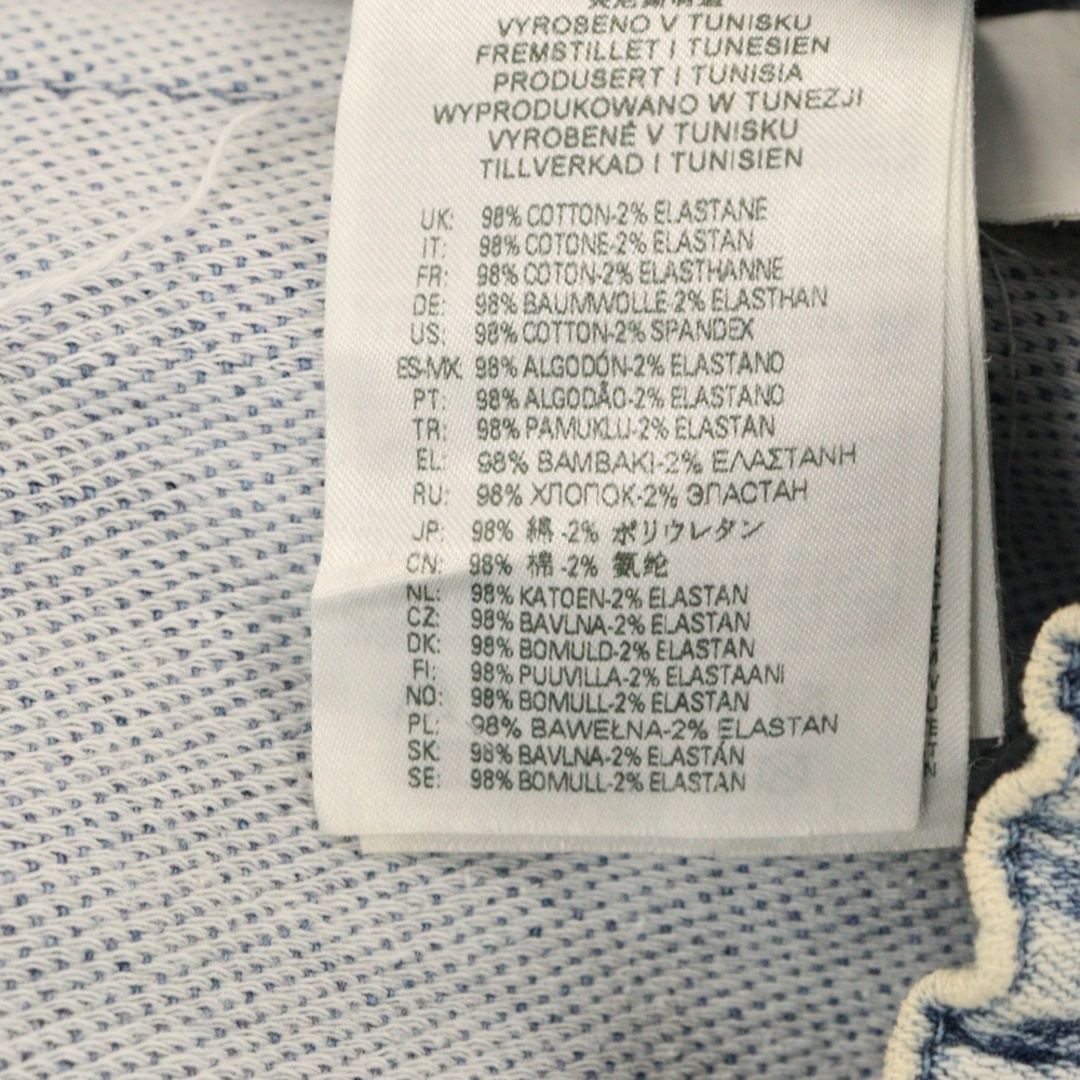 VYROBENO V TUNISKU
FREMSTILLET I TUNESIEN
PRODUSERT I TUNISIA
WYPRODUKOWANO W TUNEZJI
VYROBENÉ V TUNISKU
TILLVERKAD I TUNISIEN
UK: 98% COTTON-2% ELASTANE
IT: 98% COTONE-2% ELASTAN
FR: 98% COTON-2% ELASTHANNE
DE: 98% BAUMWOLLE-2% ELASTHAN
US: 98% COTTON-2% SPANDEX
ES-MX: 98% ALGODÓN-2% ELASTANO
PT: 98% ALGODÃO-2% ELASTANO
TR: 98% PAMUKLU-2% ELASTAN
EL: 98% ΒΑΜΒΑΚΙ-2% ΕΛΑΣΤΑΝΗ
RU: 98% ХЛОПОК-2% ЭЛАСТАН
JP: 98% 綿 -2% ポリウレタン
CN: 98% 棉 -2% 氨纶
NL: 98% KATOEN-2% ELASTAN
CZ: 98% BAVLNA-2% ELASTAN
DK: 98% BOMULD-2% ELASTAN
FI: 98% PUUVILLA-2% ELASTAANI
NO: 98% BOMULL-2% ELASTAN
PL: 98% BAWEŁNA-2% ELASTAN
SK: 98% BAVLNA-2% ELASTÁN
SE: 98% BOMULL-2% ELASTAN